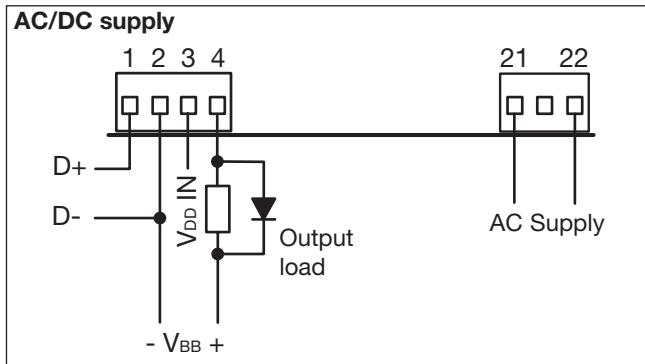 AC/DC supply
1 2 3 4
21 22
D+
D-
VDD IN
Output
load
AC Supply
- VBB +